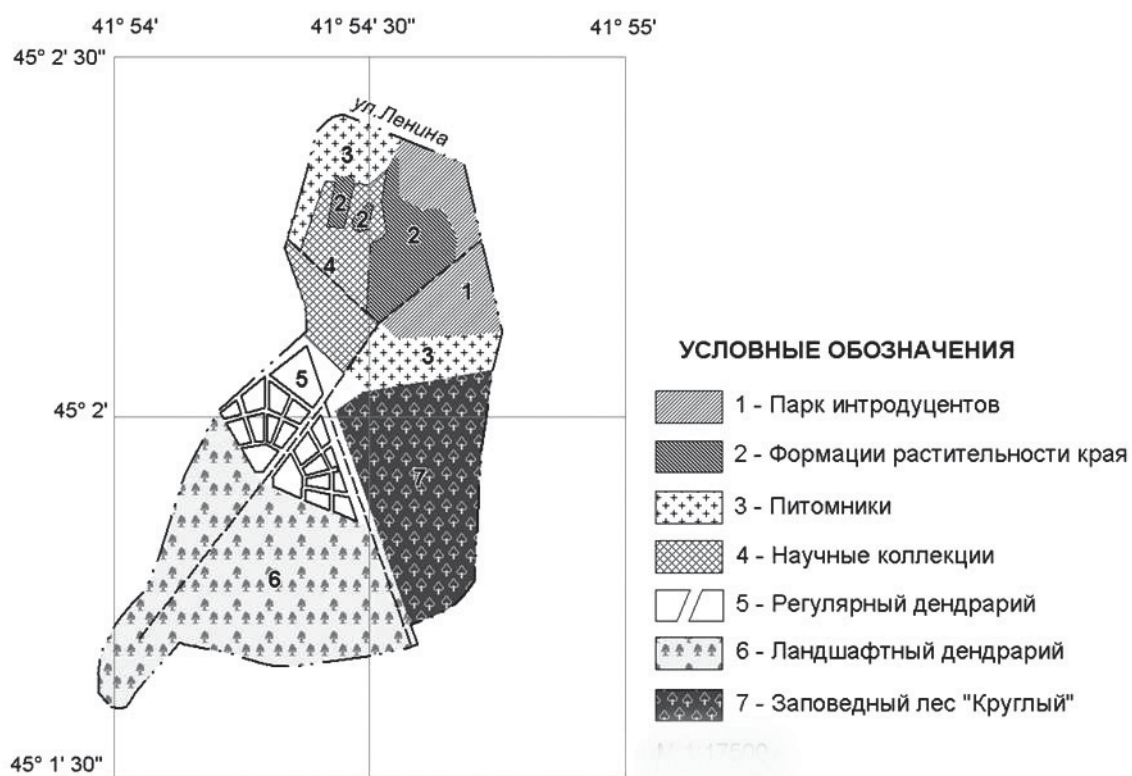 41° 54' 41° 54' 30" 41° 55'
45° 2' 30"
ул.Ленина
3
2
2
2
4
1
3
5
45° 2'
7
6
45° 1' 30"
УСЛОВНЫЕ ОБОЗНАЧЕНИЯ
1 - Парк интродуцентов
2 - Формации растительности края
3 - Питомники
4 - Научные коллекции
5 - Регулярный дендрарий
6 - Ландшафтный дендрарий
7 - Заповедный лес "Круглый"